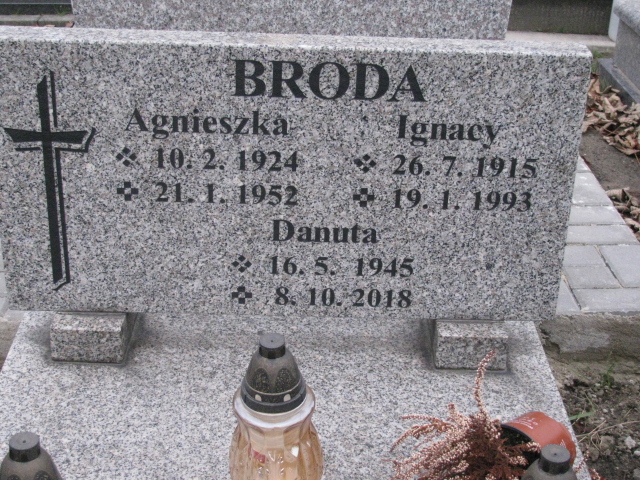 BRODA
Agnieszka Ignacy
10. 2. 1924 26. 7. 1915
21. 1. 1952 19. 1. 1993
Danuta
16. 5. 1945
8. 10. 2018